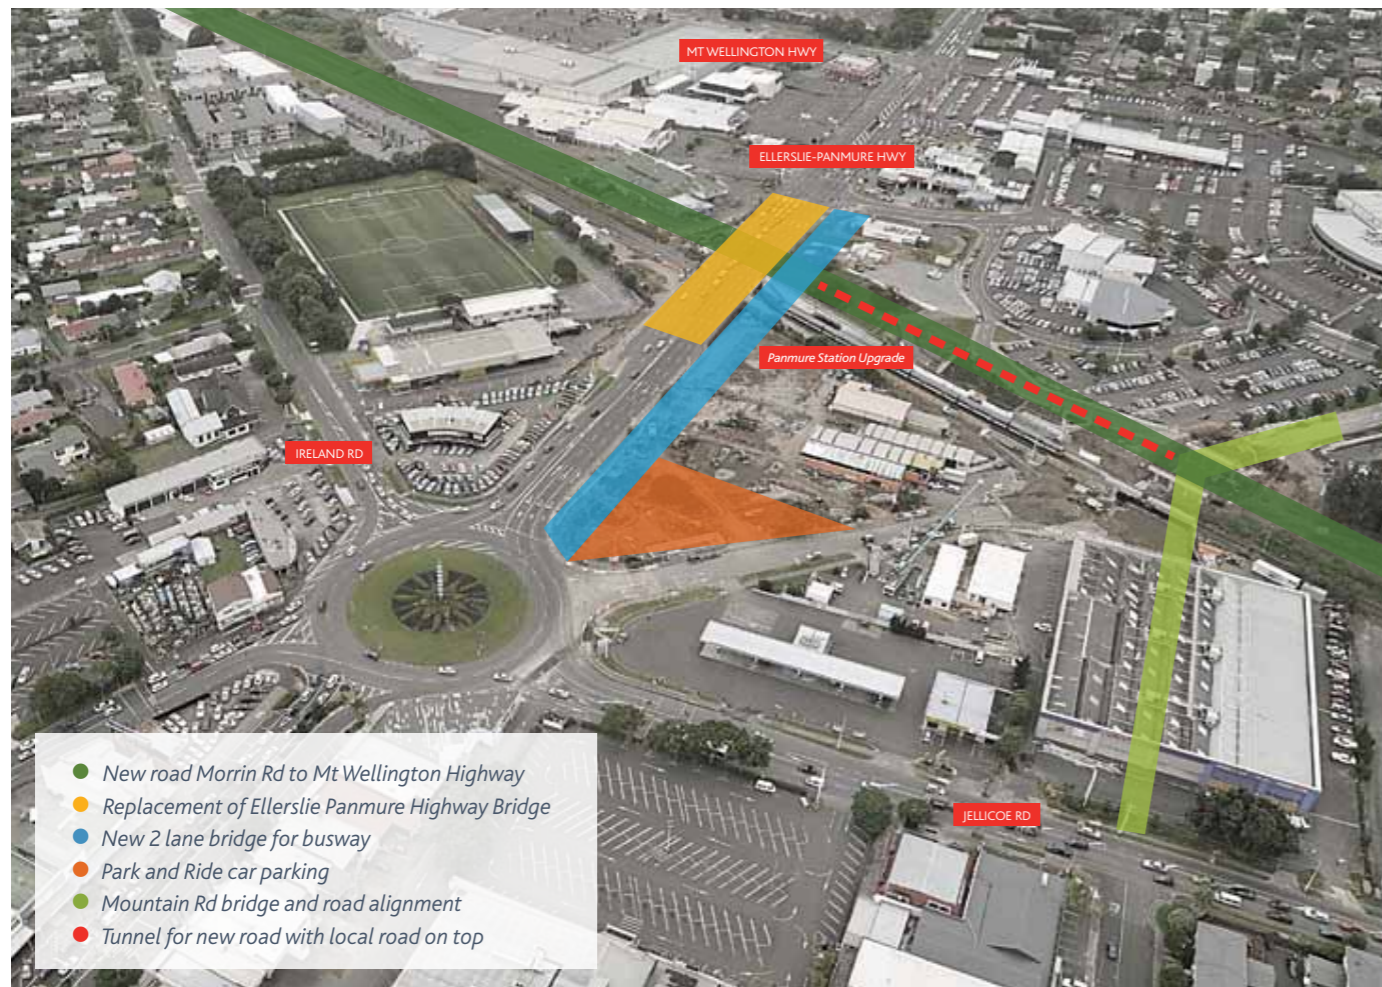 MT WELLINGTON HWY
ELLERSLIE-PANMURE HWY
Panmure Station Upgrade
IRELAND RD
JELLICOE RD
New road Morrin Rd to Mt Wellington Highway
Replacement of Ellerslie Panmure Highway Bridge
New 2 lane bridge for busway
Park and Ride car parking
Mountain Rd bridge and road alignment
Tunnel for new road with local road on top